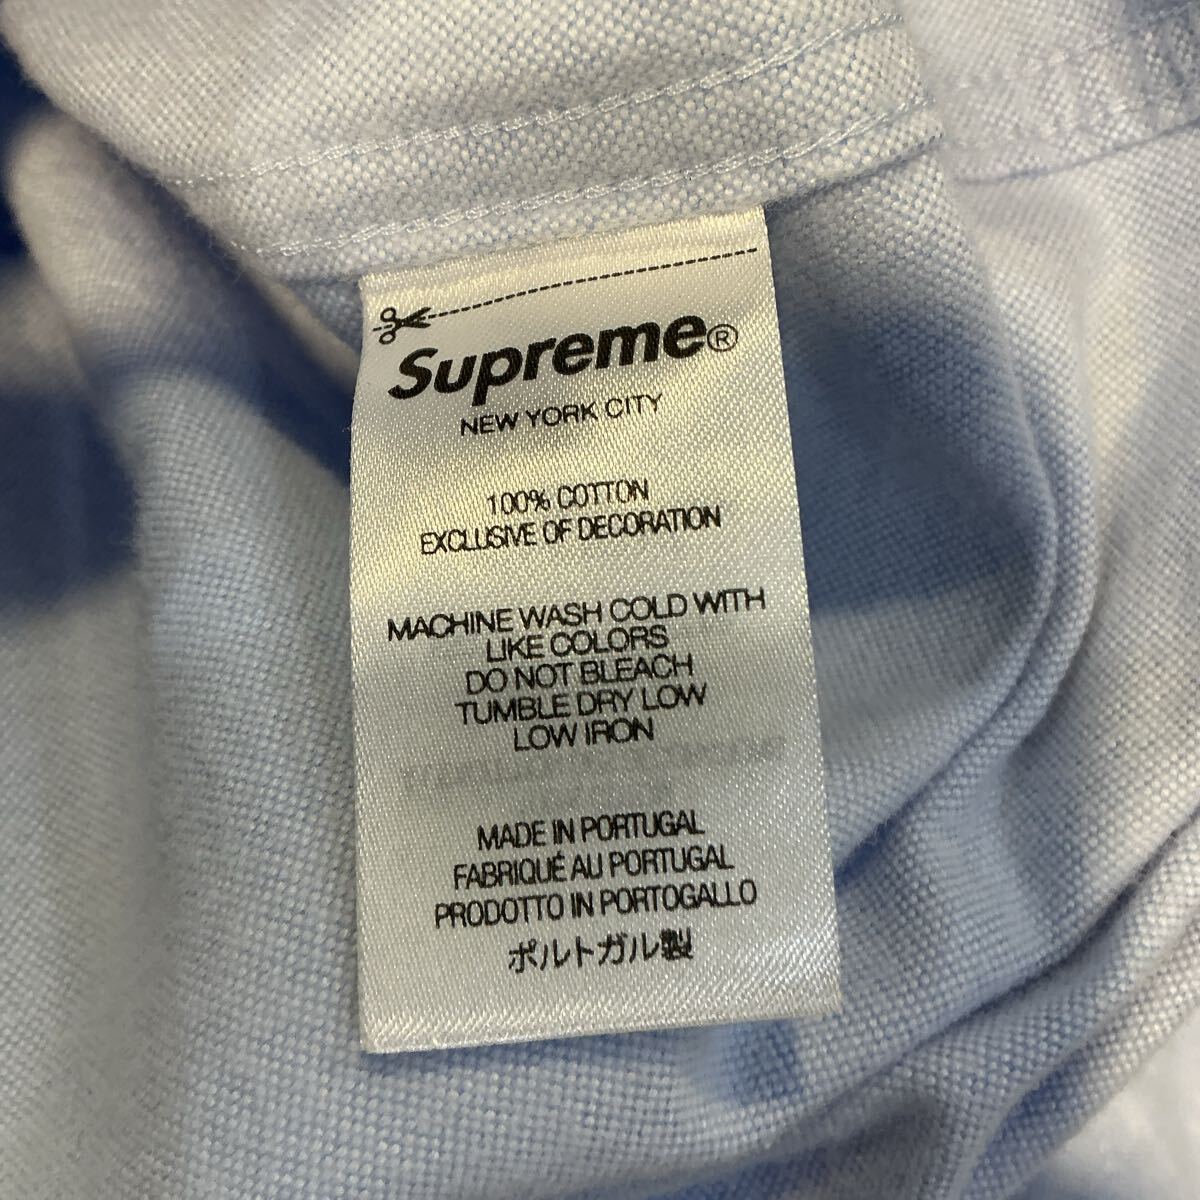 Supreme®
NEW YORK CITY
100% COTTON
EXCLUSIVE OF DECORATION
MACHINE WASH COLD WITH
LIKE COLORS
DO NOT BLEACH
TUMBLE DRY LOW
LOW IRON
MADE IN PORTUGAL
FABRIQUÉ AU PORTUGAL
PRODOTTO IN PORTOGALLO
ポルトガル製